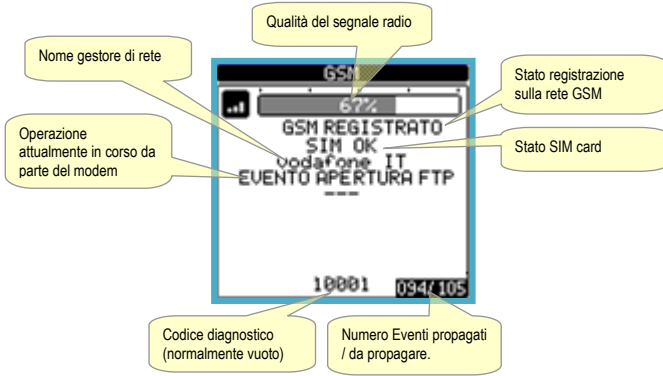 Qualità del segnale radio
Nome gestore di rete
GSM
Stato registrazione
sulla rete GSM
67%
GSM REGISTRATO
Operazione
attualmente in corso da
parte del modem
SIM OK
Stato SIM card
vodafone IT
EVENTO APERTURA FTP
---
10001
094/105
Codice diagnostico
(normalmente vuoto)
Numero Eventi propagati
/ da propagare.